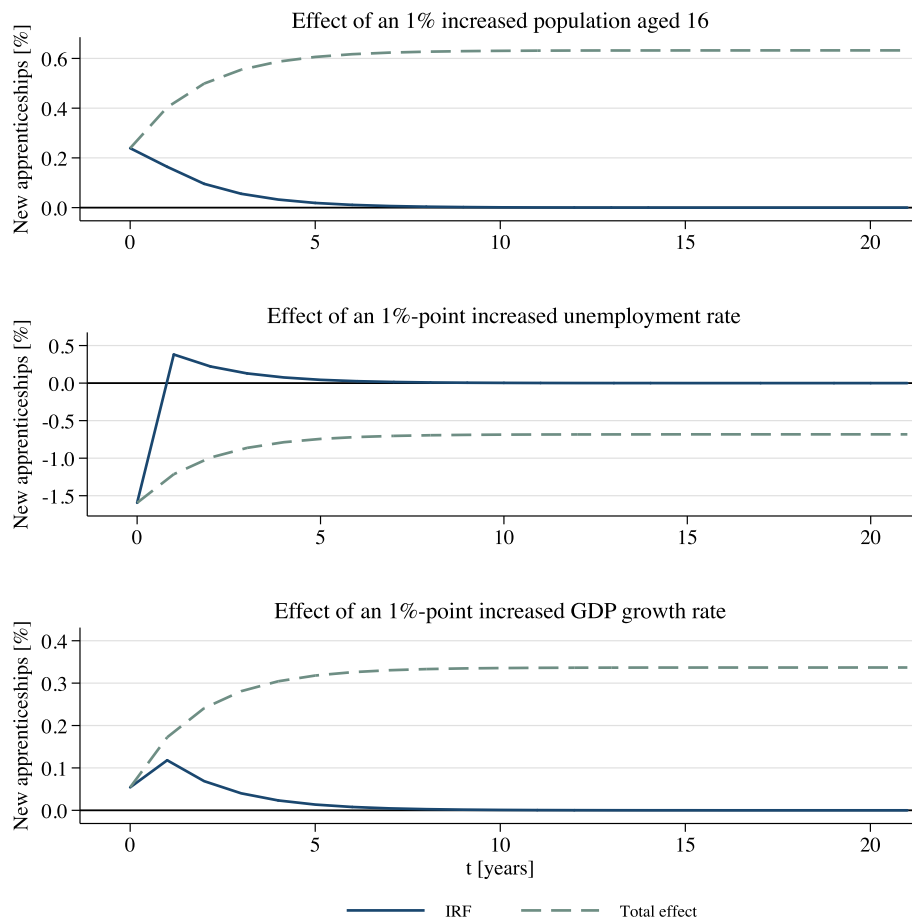 Effect of an 1% increased population aged 16
New apprenticeships [%]
0.6
0.4
0.2
0.0
0 5 10 15 20
Effect of an 1%-point increased unemployment rate
New apprenticeships [%]
0.5
0.0
-0.5
-1.0
-1.5
0 5 10 15 20
Effect of an 1%-point increased GDP growth rate
New apprenticeships [%]
0.4
0.3
0.2
0.1
0.0
0 5 10 15 20
t [years]
IRF Total effect